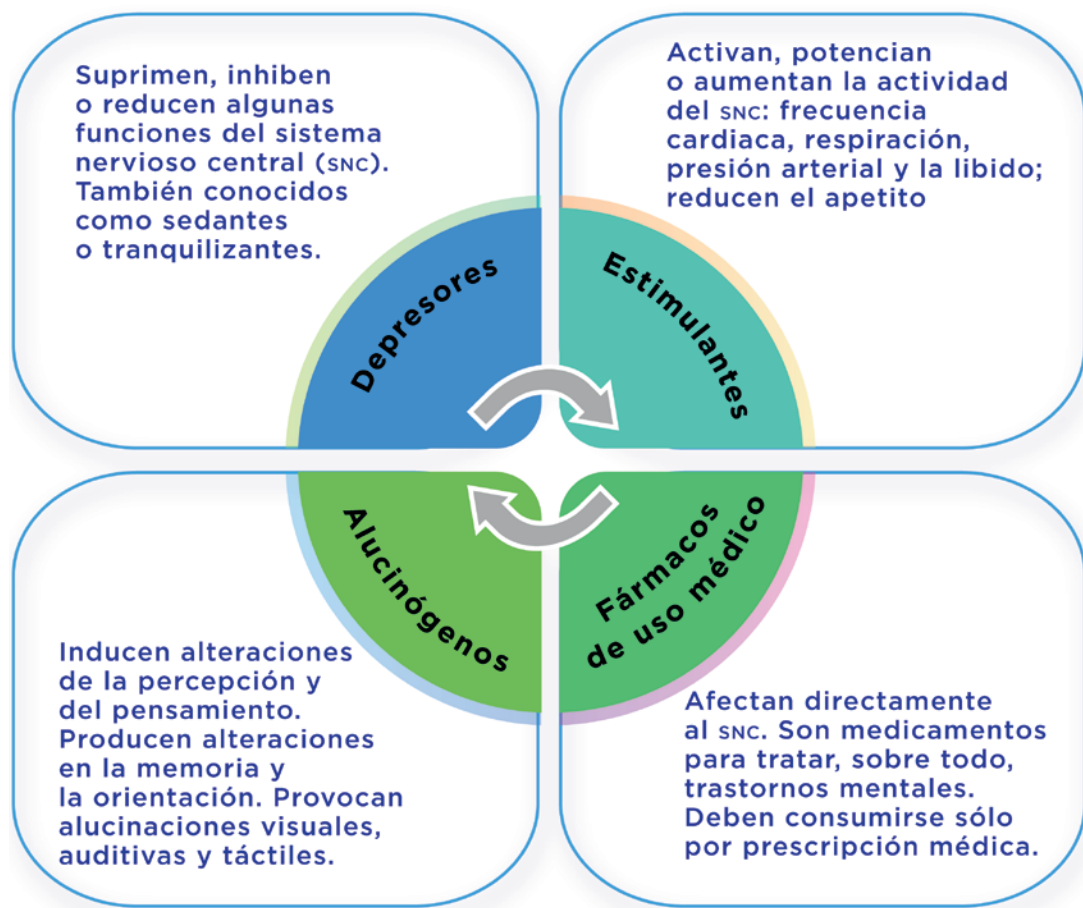 Suprimen, inhiben
o reducen algunas
funciones del sistema
nervioso central (SNC).
También conocidos
como sedantes
o tranquilizantes.
Depresores
Activan, potencian
o aumentan la actividad
del SNC: frecuencia
cardiaca, respiración,
presión arterial y la libido;
reducen el apetito
Estimulantes
Alucinógenos
Inducen alteraciones
de la percepción y
del pensamiento.
Producen alteraciones
en la memoria y
la orientación. Provocan
alucinaciones visuales,
auditivas y táctiles.
Fármacos
de uso médico
Afectan directamente
al SNC. Son medicamentos
para tratar, sobre todo,
trastornos mentales.
Deben consumirse sólo
por prescripción médica.